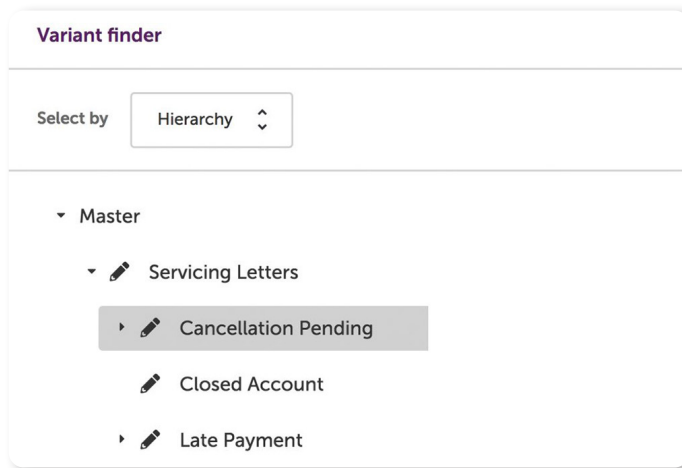 Variant finder
Select by Hierarchy
Master
Servicing Letters
Cancellation Pending
Closed Account
Late Payment